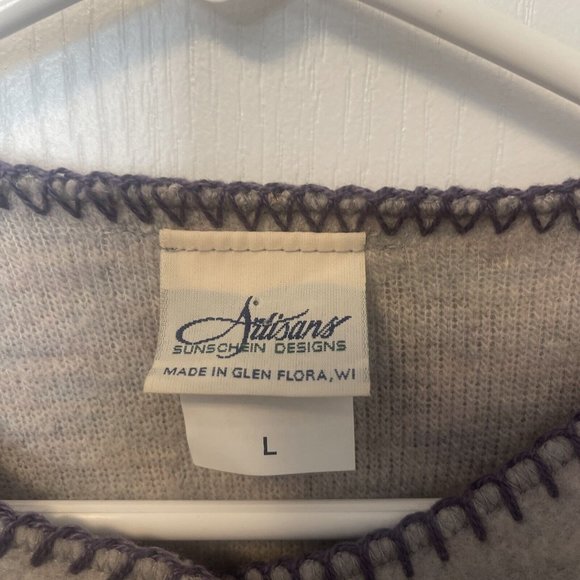 Artisans
SUNSCHEIN DESIGNS
MADE IN GLEN FLORA, WI
L